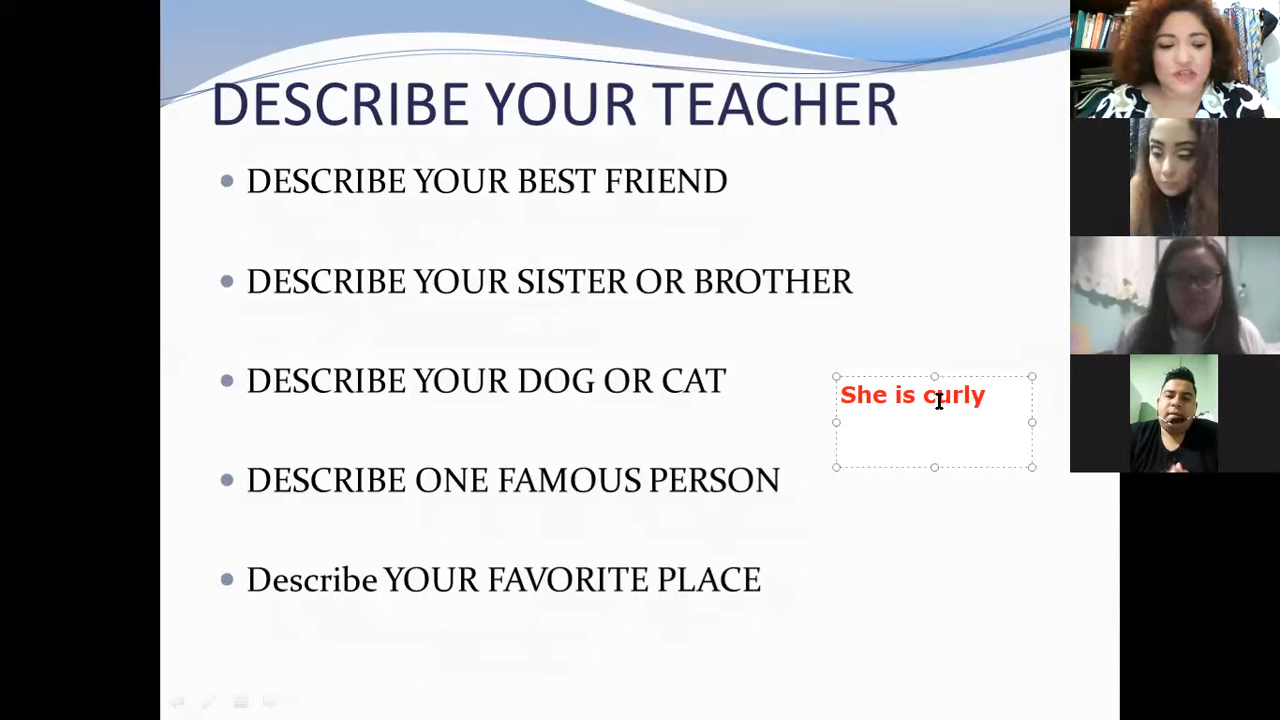 DESCRIBE YOUR TEACHER
DESCRIBE YOUR BEST FRIEND
DESCRIBE YOUR SISTER OR BROTHER
DESCRIBE YOUR DOG OR CAT
She is curly
DESCRIBE ONE FAMOUS PERSON
Describe YOUR FAVORITE PLACE